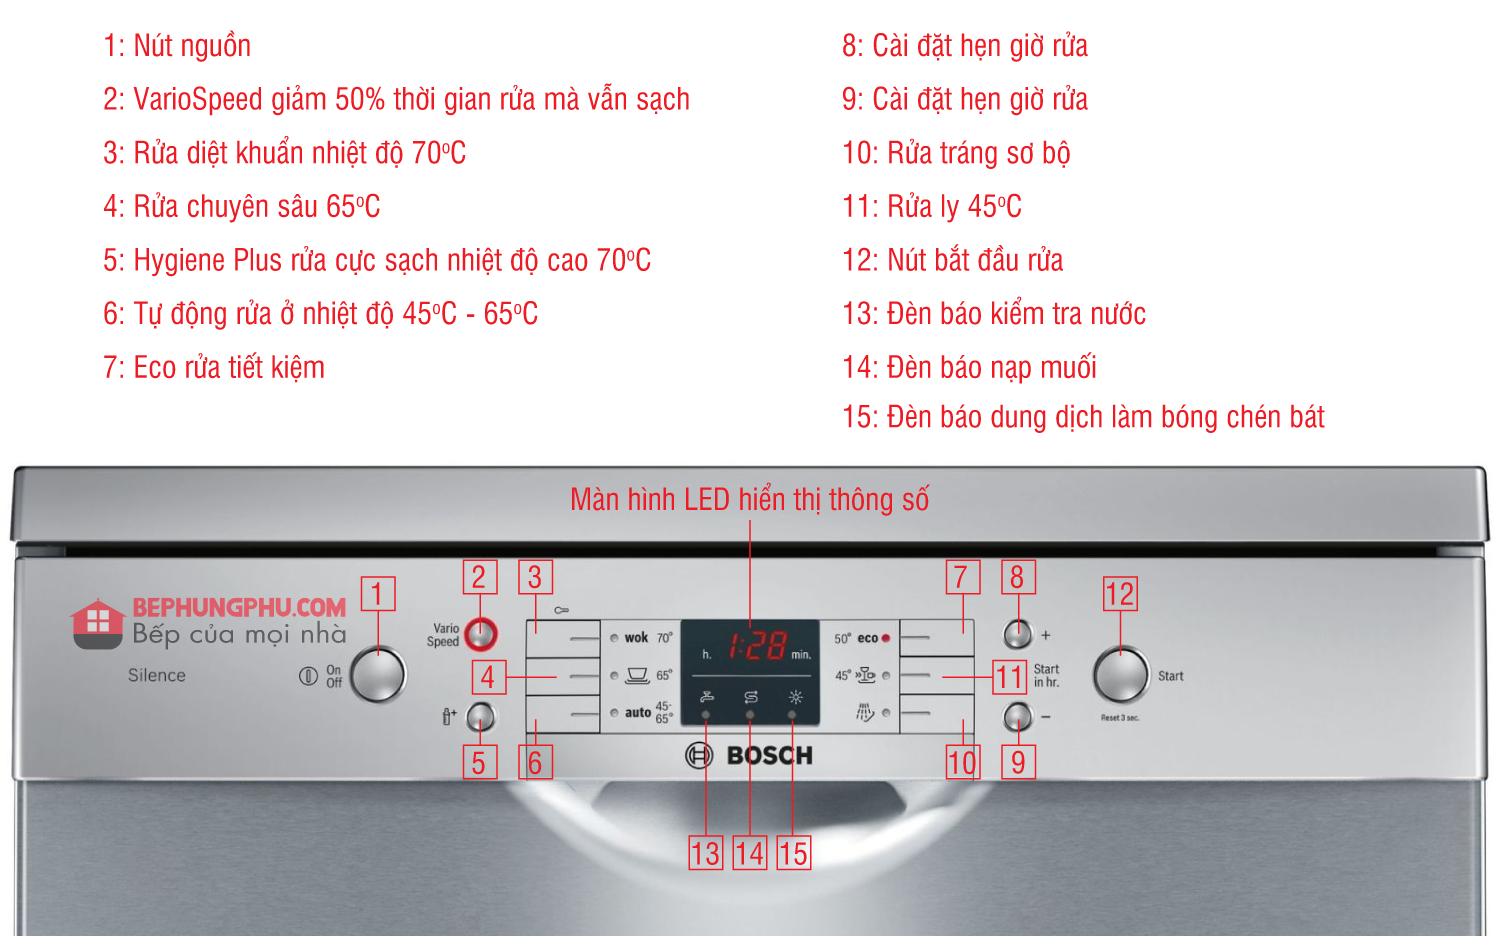 1: Nút nguồn
2: VarioSpeed giảm 50% thời gian rửa mà vẫn sạch
3: Rửa diệt khuẩn nhiệt độ 70ºC
4: Rửa chuyên sâu 65ºC
5: Hygiene Plus rửa cực sạch nhiệt độ cao 70ºC
6: Tự động rửa ở nhiệt độ 45ºC - 65ºC
7: Eco rửa tiết kiệm
8: Cài đặt hẹn giờ rửa
9: Cài đặt hẹn giờ rửa
10: Rửa tráng sơ bộ
11: Rửa ly 45ºC
12: Nút bắt đầu rửa
13: Đèn báo kiểm tra nước
14: Đèn báo nạp muối
15: Đèn báo dung dịch làm bóng chén bát
Màn hình LED hiển thị thông số
1
2
3
7
8
12
BEPHUNGPHU.COM
Bếp của mọi nhà
Silence
On
Off
Vario
Speed
wok 70°
65°
auto 45-
65°
h. 1:28 min.
50° eco
45°
+
Start
in hr.
−
Start
Reset 3 sec.
4
11
5
6
10
9
BOSCH
13
14
15